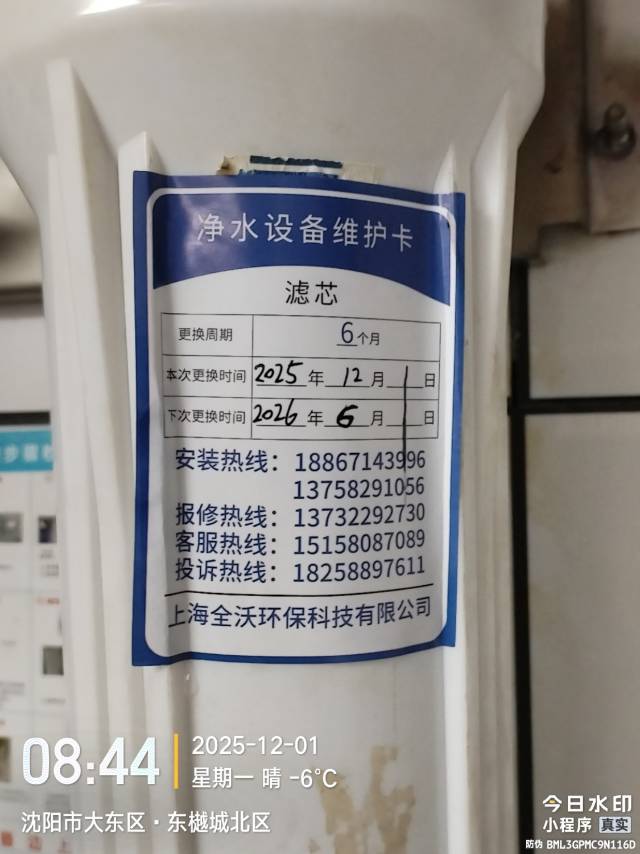 净水设备维护卡
滤芯
更换周期 6个月
本次更换时间 2025年12月1日
下次更换时间 2026年6月1日
安装热线：18867143996
13758291056
报修热线：13732292730
客服热线：15158087089
投诉热线：18258897611
上海全沃环保科技有限公司
08:44
2025-12-01
星期一 晴 -6℃
沈阳市大东区·东樾城北区
今日水印
小程序 真实
防伪 BML3GPMC9N116D